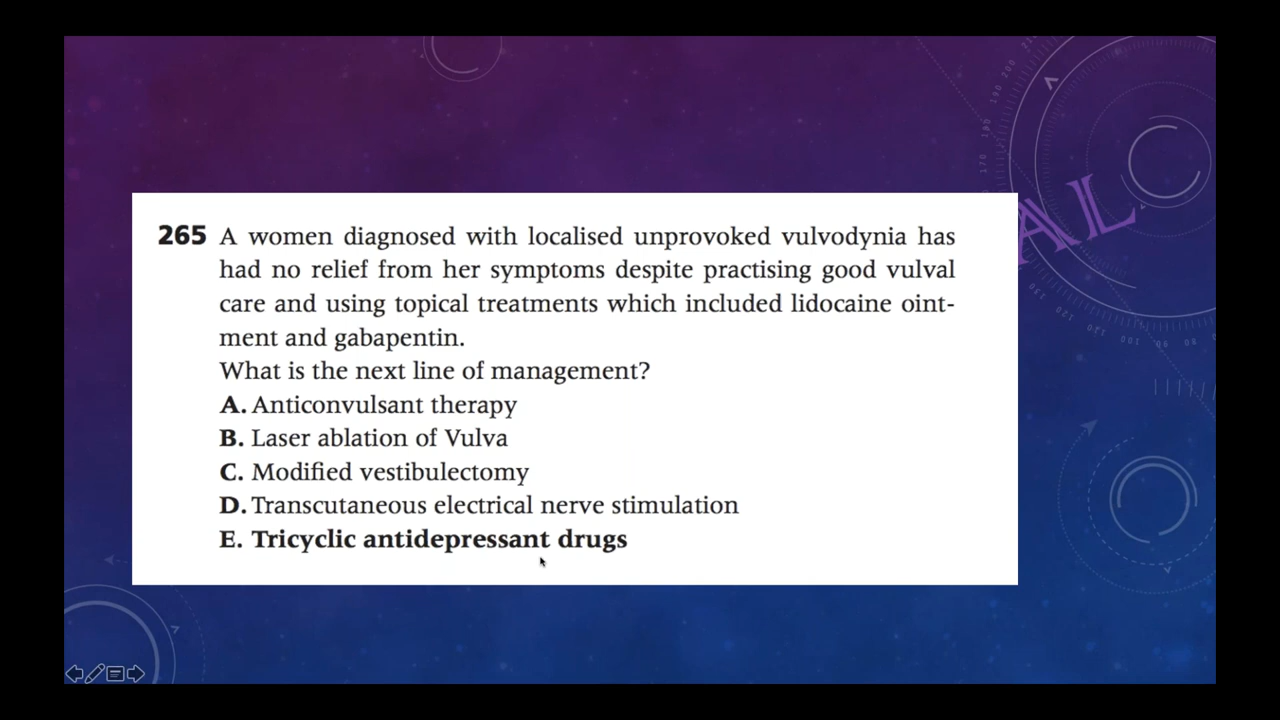 AL
265 A women diagnosed with localised unprovoked vulvodynia has
had no relief from her symptoms despite practising good vulval
care and using topical treatments which included lidocaine oint-
ment and gabapentin.
What is the next line of management?
A. Anticonvulsant therapy
B. Laser ablation of Vulva
C. Modified vestibulectomy
D. Transcutaneous electrical nerve stimulation
E. Tricyclic antidepressant drugs